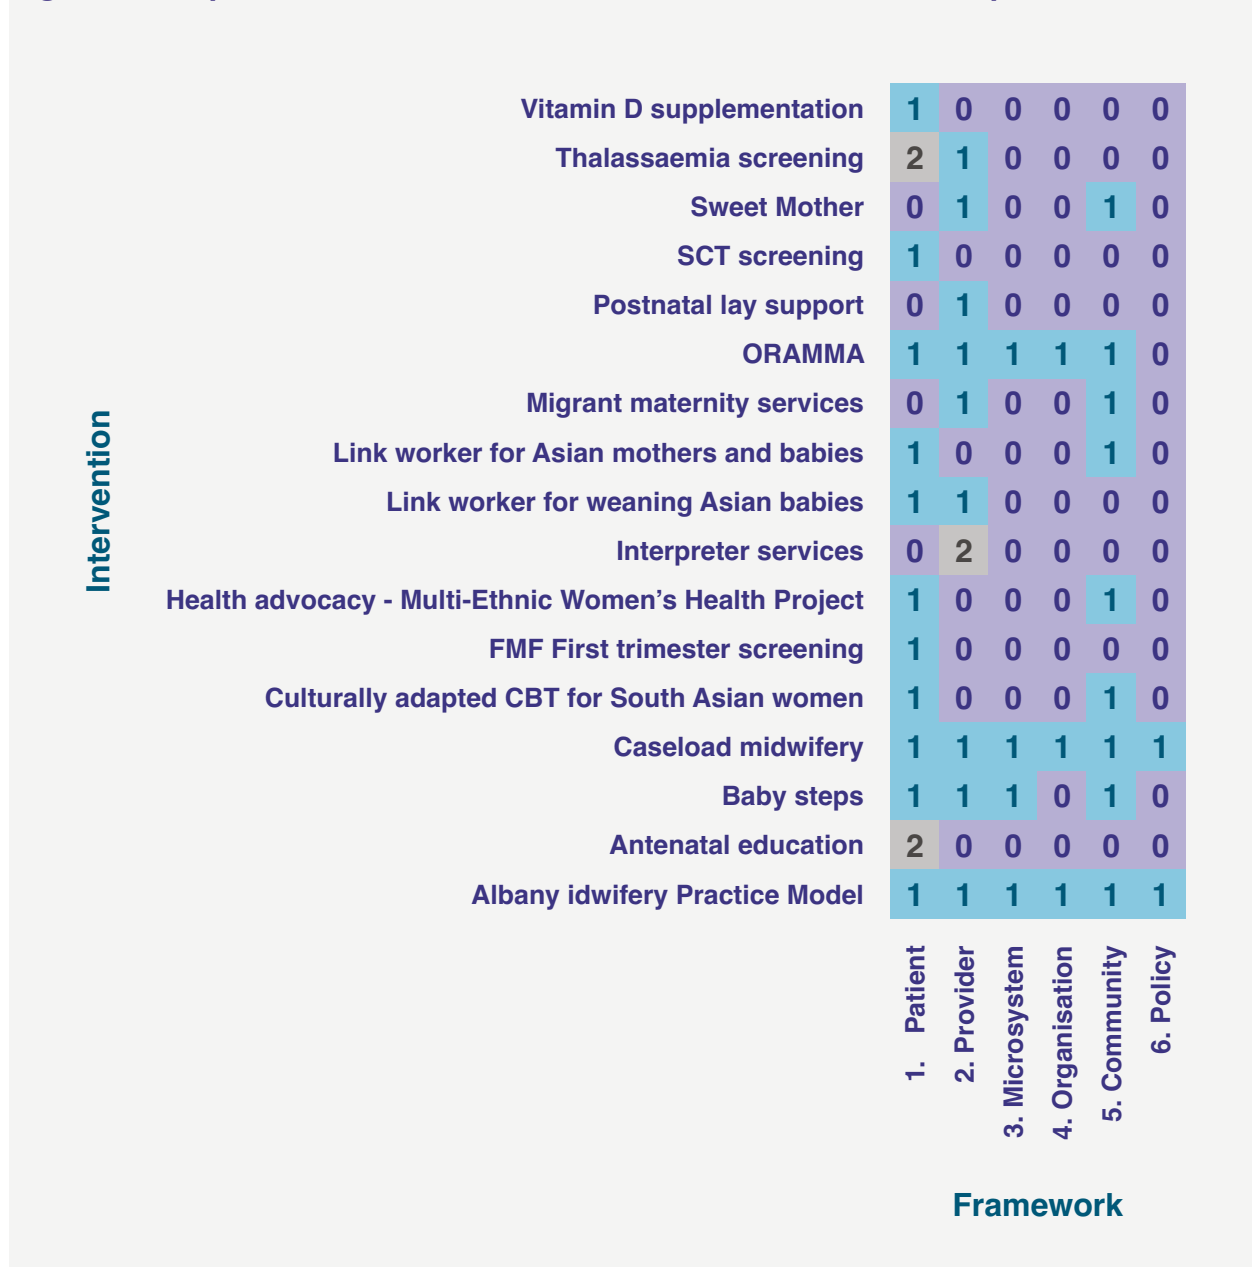 Vitamin D supplementation 1 0 0 0 0 0
Thalassaemia screening 2 1 0 0 0 0
Sweet Mother 0 1 0 0 1 0
SCT screening 1 0 0 0 0 0
Postnatal lay support 0 1 0 0 0 0
ORAMMA 1 1 1 1 1 0
Migrant maternity services 0 1 0 0 1 0
Link worker for Asian mothers and babies 1 0 0 0 1 0
Link worker for weaning Asian babies 1 1 0 0 0 0
Interpreter services 0 2 0 0 0 0
Health advocacy - Multi-Ethnic Women’s Health Project 1 0 0 0 1 0
FMF First trimester screening 1 0 0 0 0 0
Culturally adapted CBT for South Asian women 1 0 0 0 1 0
Caseload midwifery 1 1 1 1 1 1
Baby steps 1 1 1 0 1 0
Antenatal education 2 0 0 0 0 0
Albany idwifery Practice Model 1 1 1 1 1 1
Intervention
1. Patient
2. Provider
3. Microsystem
4. Organisation
5. Community
6. Policy
Framework